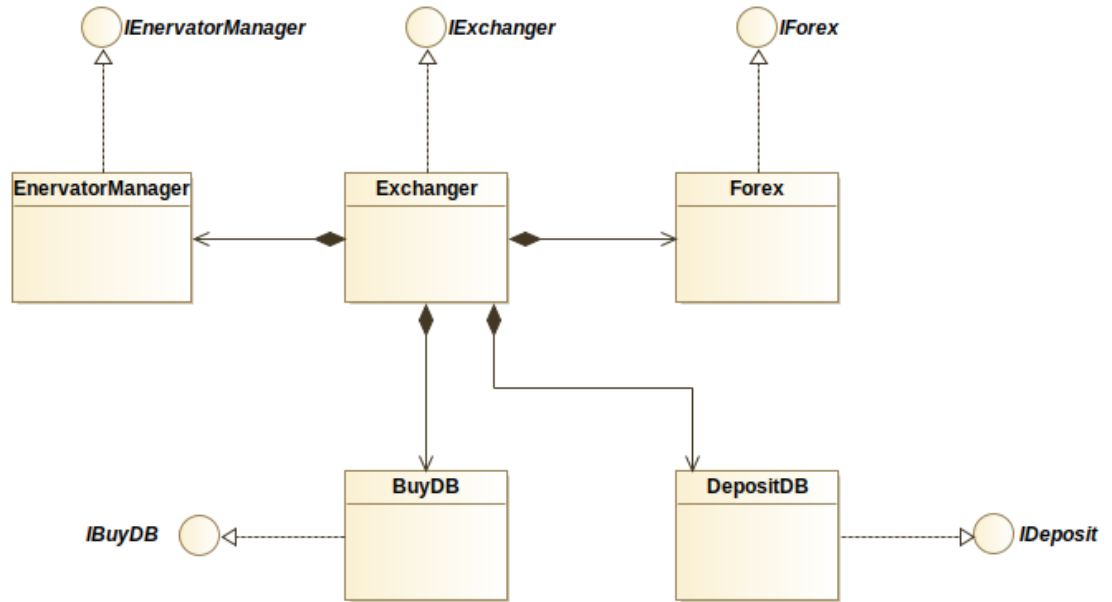 IEnervatorManager
IExchanger
IForex
EnervatorManager
Exchanger
Forex
BuyDB
DepositDB
IBuyDB
IDeposit